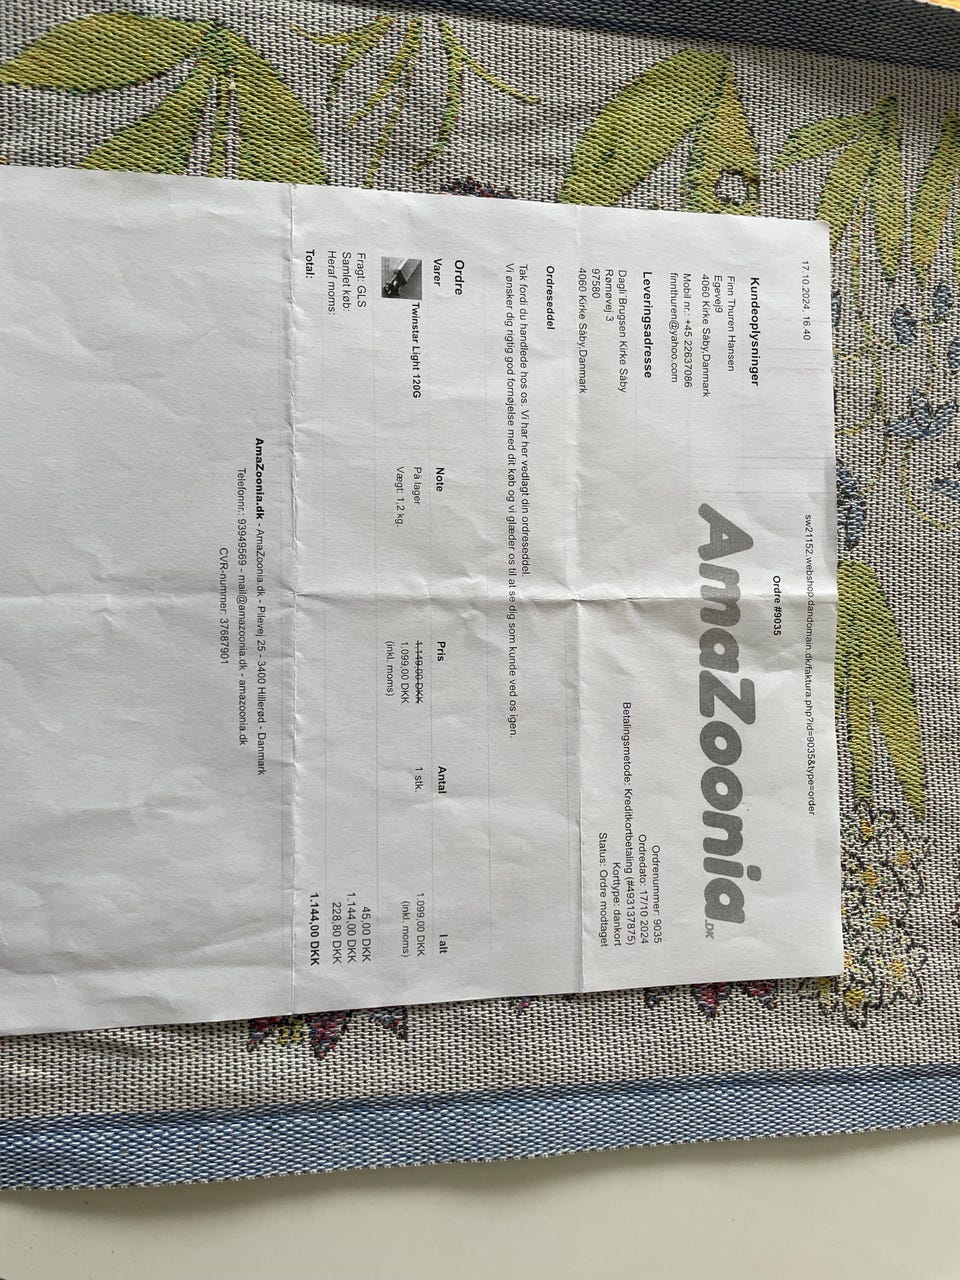 17.10.2024, 16.40
sw21152.webshop.dandomain.dk/faktura.php?id=9035&type=order
Ordre #9035
Kundeoplysninger
Finn Thuren Hansen
Egevej9
4060 Kirke Såby,Danmark
Mobil nr.: +45 22637086
finnthuren@yahoo.com
AmaZoonia.DK
Leveringsadresse
Dagli´Brugsen Kirke Såby
Rømøvej 3
97580
4060 Kirke Såby,Danmark
Ordrenummer: 9035
Ordredato: 17/10 2024
Betalingsmetode: Kreditkortbetaling (#493137875)
Korttype: dankort
Status: Ordre modtaget
Ordreseddel
Tak fordi du handlede hos os. Vi har her vedlagt din ordreseddel.
Vi ønsker dig rigtig god fornøjelse med dit køb og vi glæder os til at se dig som kunde ved os igen.
Ordre
Varer Note Pris Antal I alt
Twinstar Light 120G På lager 1.149,00 DKK 1 stk. 1.099,00 DKK
Vægt: 1,2 kg. 1.099,00 DKK (inkl. moms)
(inkl. moms)
Fragt: GLS 45,00 DKK
Samlet køb: 1.144,00 DKK
Heraf moms: 228,80 DKK
Total: 1.144,00 DKK
AmaZoonia.dk - AmaZoonia.dk - Pilevej 25 - 3400 Hillerød - Danmark
Telefonnr.: 93949569 - mail@amazoonia.dk - amazoonia.dk
CVR-nummer: 37687901